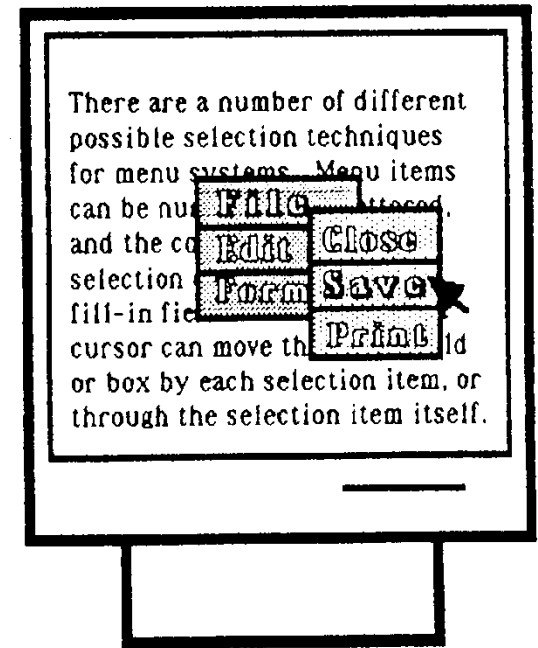 There are a number of different
possible selection techniques
for menu systems. Menu items
can be nu ttered,
and the co
selection
fill-in fie
cursor can move th ld
or box by each selection item, or
through the selection item itself.
File
Edit
Form
Close
Save
Print